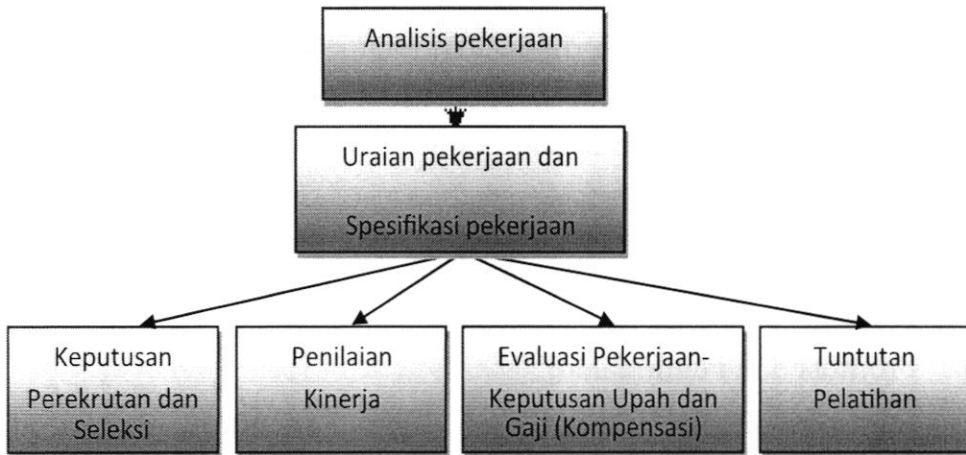 Analisis pekerjaan
Uraian pekerjaan dan
Spesifikasi pekerjaan
Keputusan
Perekrutan dan
Seleksi
Penilaian
Kinerja
Evaluasi Pekerjaan-
Keputusan Upah dan
Gaji (Kompensasi)
Tuntutan
Pelatihan